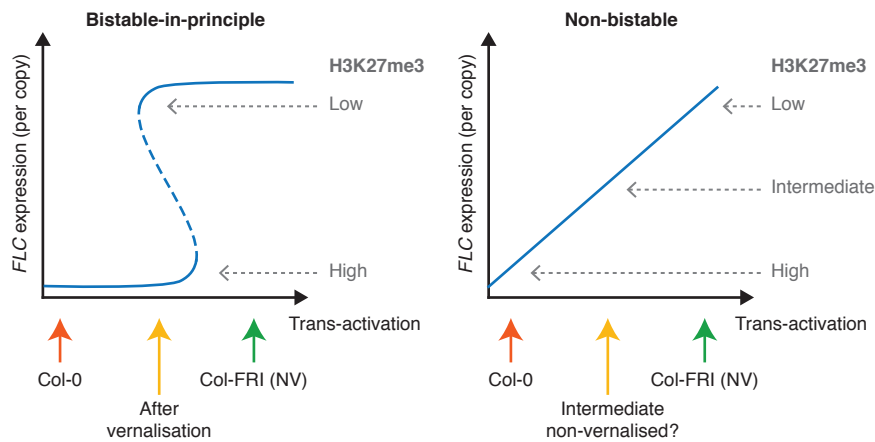 Bistable-in-principle
FLC expression (per copy)
H3K27me3
Low
High
Trans-activation
Col-0
Col-FRI (NV)
After
vernalisation
Non-bistable
FLC expression (per copy)
H3K27me3
Low
Intermediate
High
Trans-activation
Col-0
Col-FRI (NV)
Intermediate
non-vernalised?